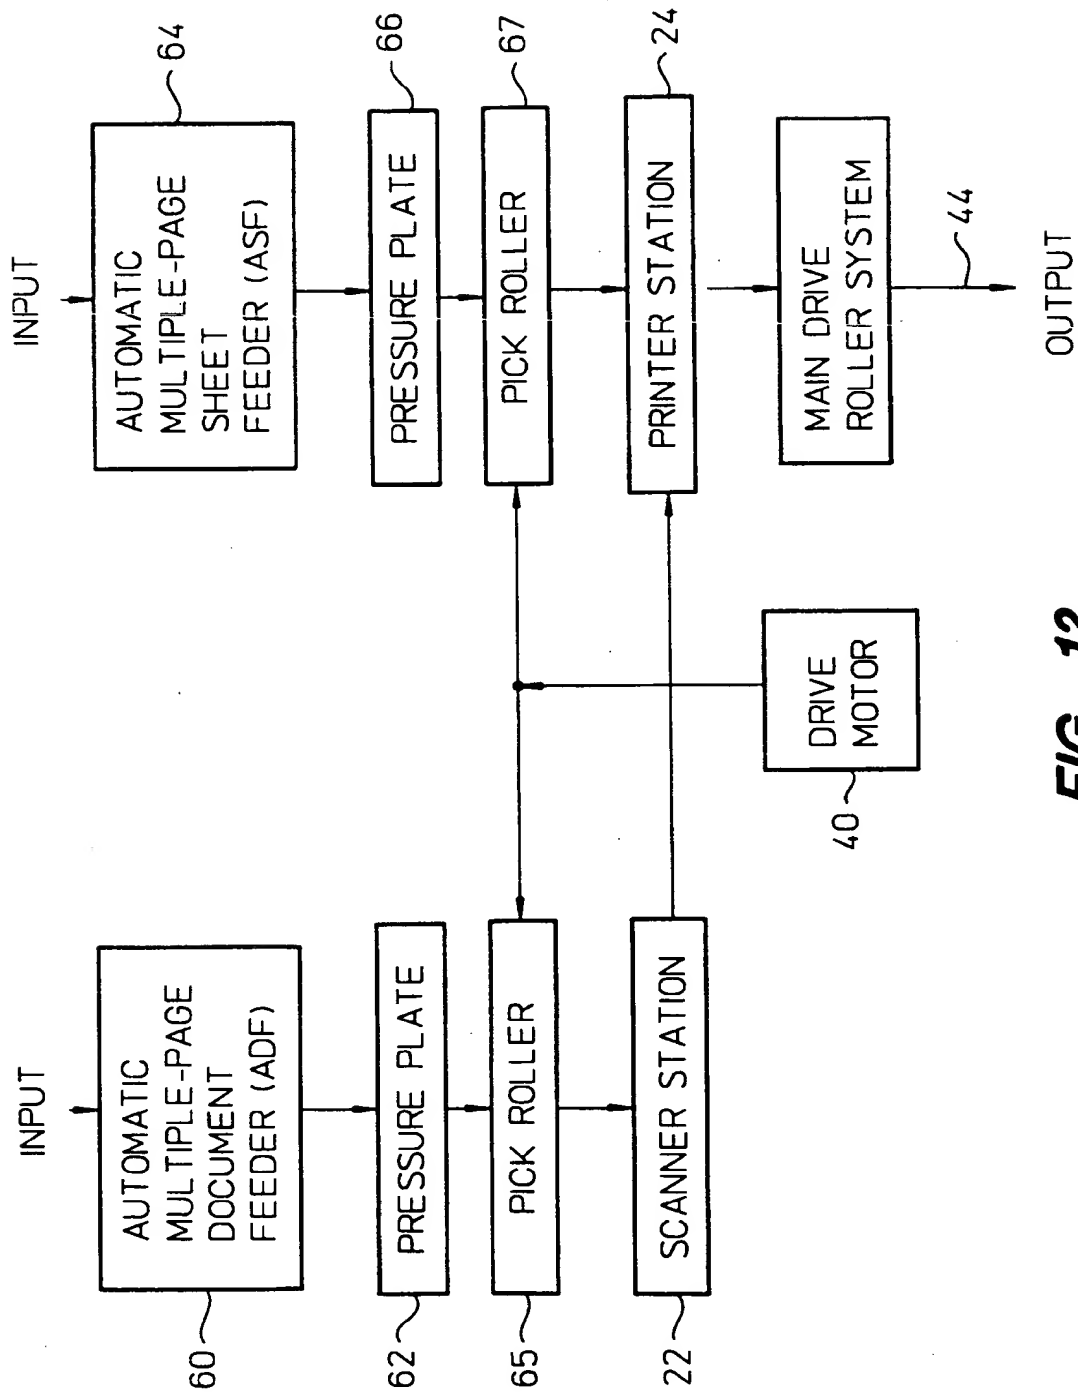 INPUT
INPUT
AUTOMATIC
MULTIPLE-PAGE
DOCUMENT
FEEDER (ADF)
60
AUTOMATIC
MULTIPLE-PAGE
SHEET
FEEDER (ASF)
64
62
PRESSURE PLATE
PRESSURE PLATE
66
65
PICK ROLLER
PICK ROLLER
67
22
SCANNER STATION
PRINTER STATION
24
40
DRIVE
MOTOR
MAIN DRIVE
ROLLER SYSTEM
44
OUTPUT
FIG 12